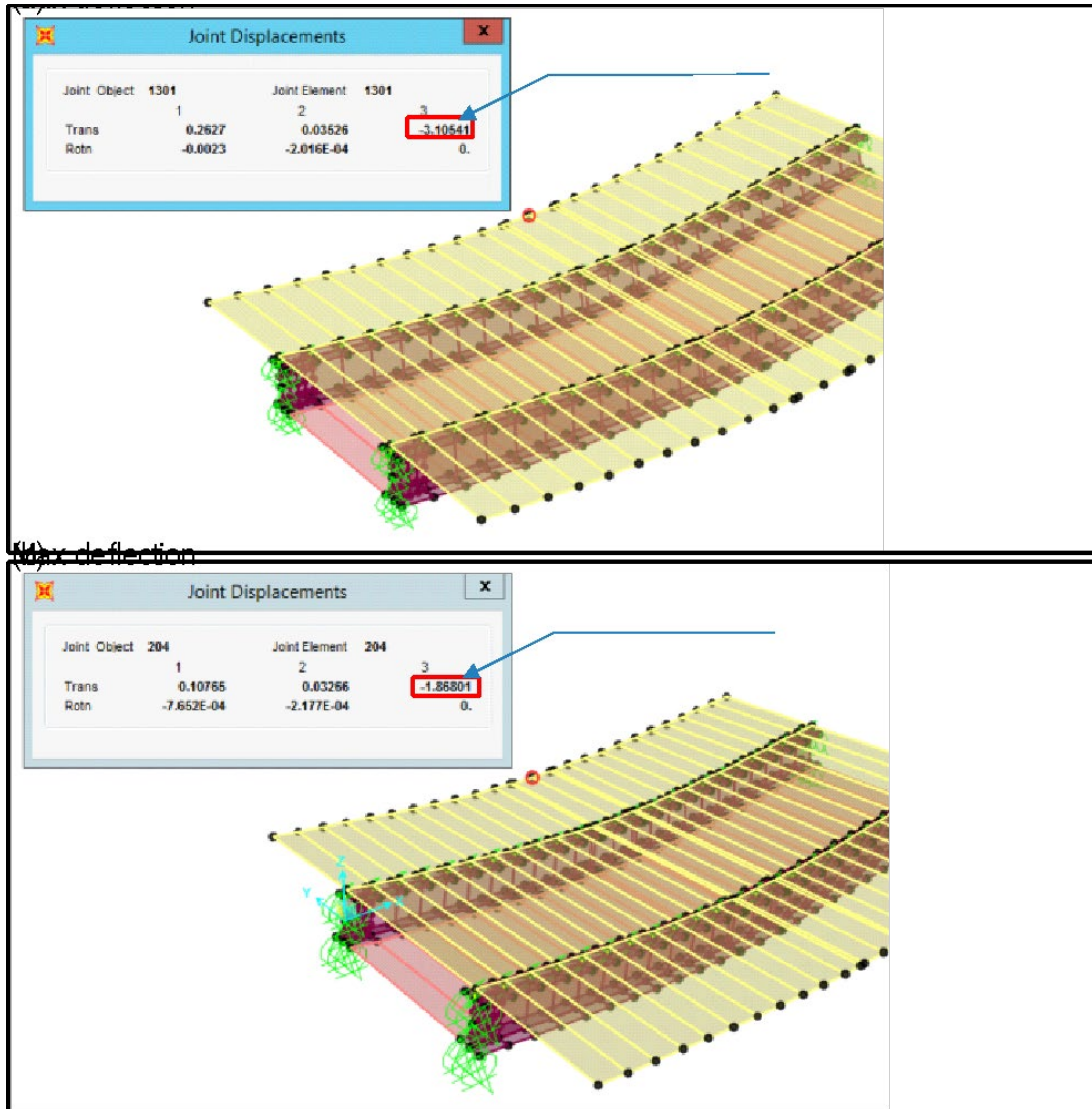 Joint Displacements
x
Joint Object 1301 Joint Element 1301
1 2 3
Trans 0.2627 0.03526 -3.10541
Rotn -0.0023 -2.016E-04 0.
Max deflection
Joint Displacements
x
Joint Object 204 Joint Element 204
1 2 3
Trans 0.10765 0.03266 -1.86801
Rotn -7.652E-04 -2.177E-04 0.
Z
Y
X